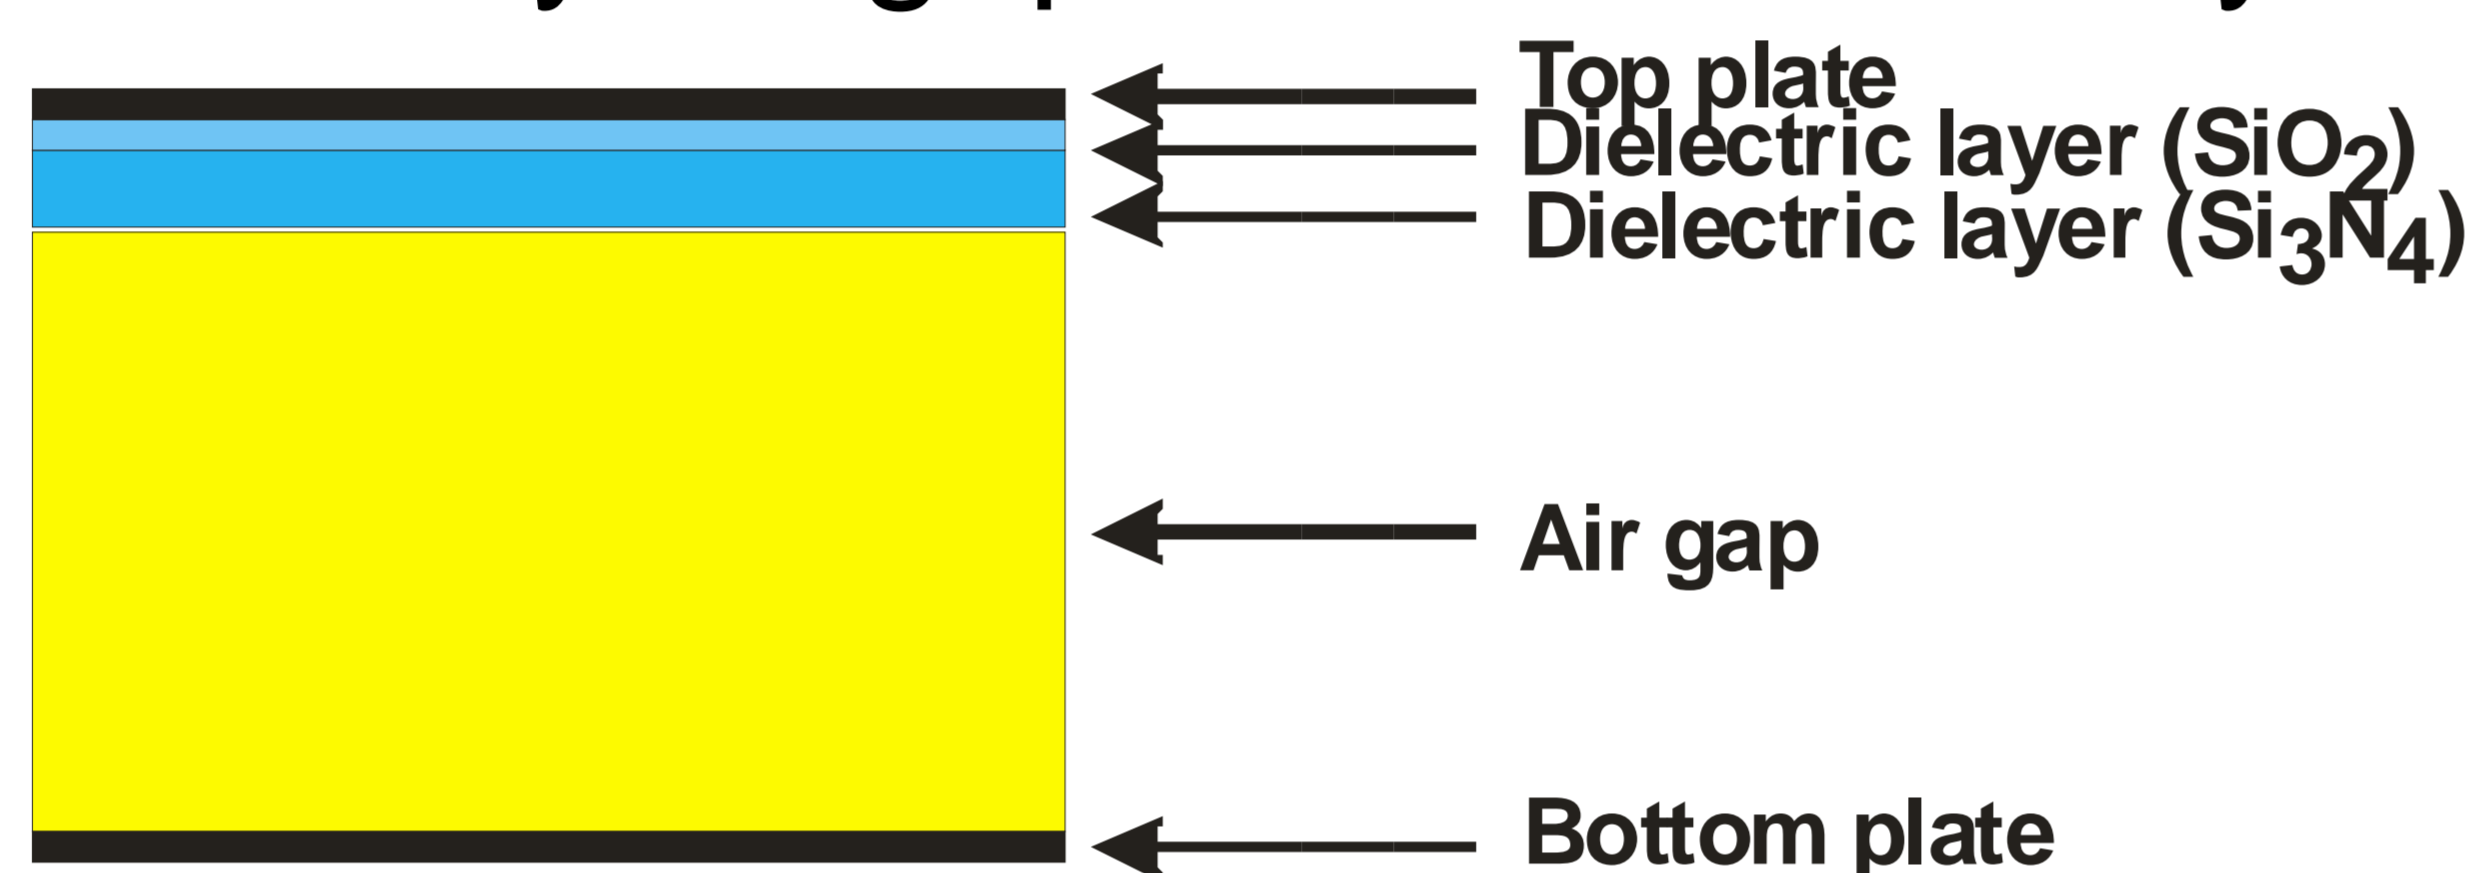 Top plate
Dielectric layer (SiO2)
Dielectric layer (Si3N4)
Air gap
Bottom plate